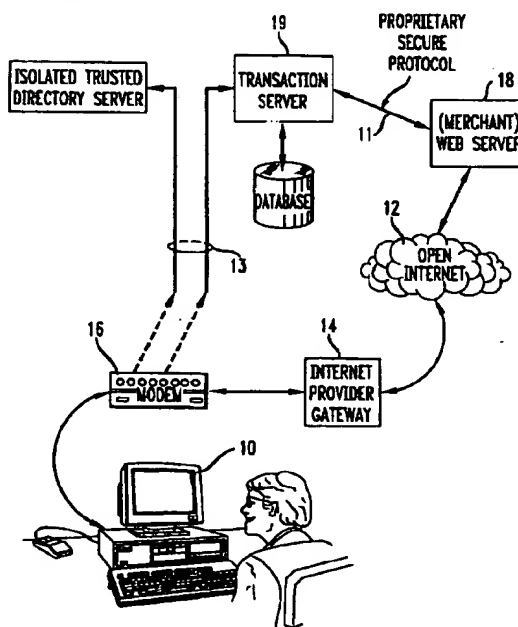 19
PROPRIETARY
SECURE
PROTOCOL
ISOLATED TRUSTED
DIRECTORY SERVER
TRANSACTION
SERVER
18
11
(MERCHANT)
WEB SERVER
DATABASE
12
OPEN
INTERNET
13
16
14
MODEM
INTERNET
PROVIDER
GATEWAY
10